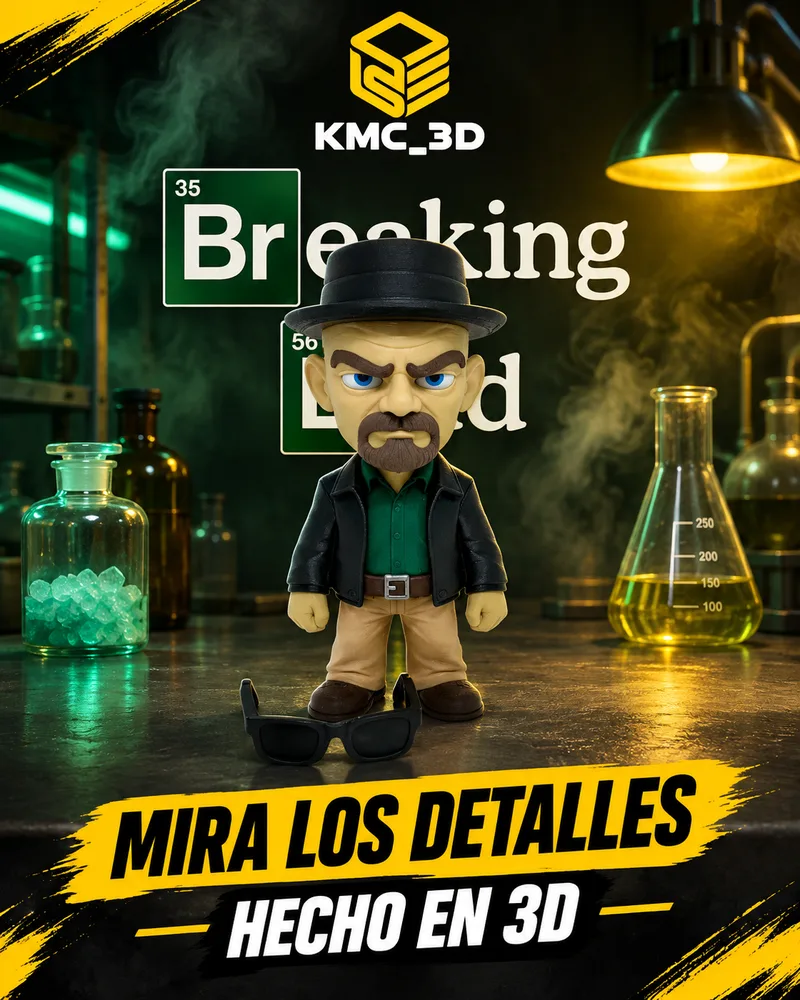 KMC_3D
35
Breaking
56
d
250
200
150
100
MIRA LOS DETALLES
HECHO EN 3D